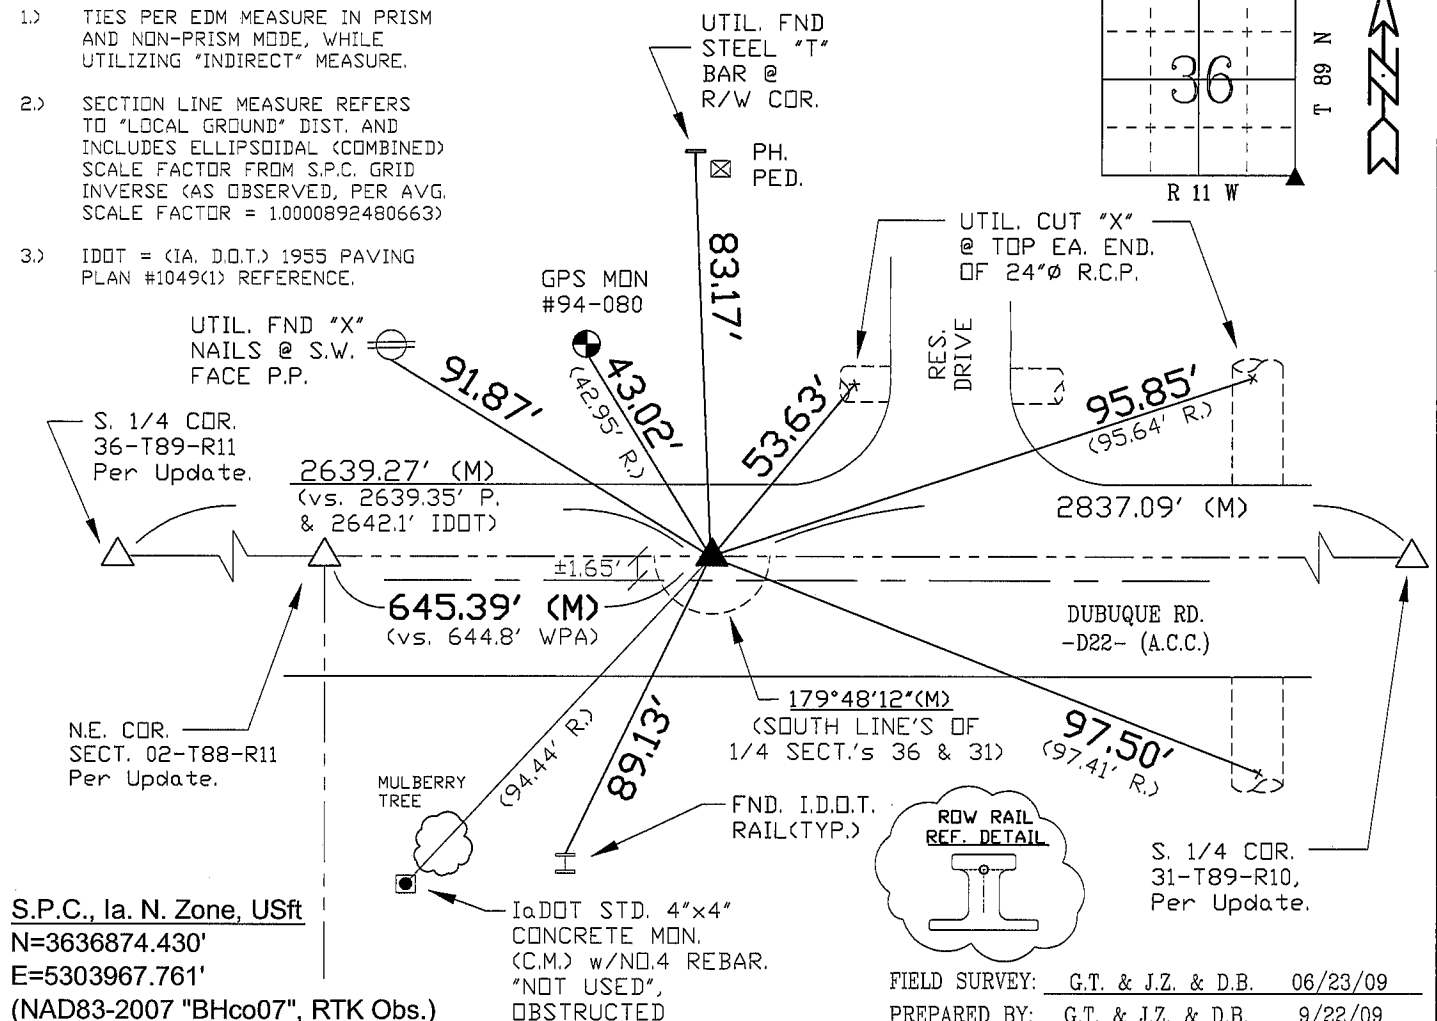 1.) TIES PER EDM MEASURE IN PRISM
AND NON-PRISM MODE, WHILE
UTILIZING "INDIRECT" MEASURE.
2.) SECTION LINE MEASURE REFERS
TO "LOCAL GROUND" DIST. AND
INCLUDES ELLIPSOIDAL (COMBINED)
SCALE FACTOR FROM S.P.C. GRID
INVERSE (AS OBSERVED, PER AVG.
SCALE FACTOR = 1.0000892480663)
3.) IDOT = (IA. D.O.T.) 1955 PAVING
PLAN #1049(1) REFERENCE.
UTIL. FND
STEEL "T"
BAR @
R/W COR.
PH.
PED.
36
T 89 N
R 11 W
N
UTIL. CUT "X"
@ TOP EA. END.
OF 24"Ø R.C.P.
GPS MON
#94-080
UTIL. FND "X"
NAILS @ S.W.
FACE P.P.
91.87'
43.02'
(42.95' R.)
83.17'
53.63'
RES.
DRIVE
95.85'
(95.64' R.)
S. 1/4 COR.
36-T89-R11
Per Update.
2639.27' (M)
(vs. 2639.35' P.
& 2642.1' IDOT)
2837.09' (M)
±1.65'
645.39' (M)
(vs. 644.8' WPA)
DUBUQUE RD.
-D22- (A.C.C.)
179°48'12"(M)
(SOUTH LINE'S OF
1/4 SECT.'s 36 & 31)
N.E. COR.
SECT. 02-T88-R11
Per Update.
(94.44' R.)
89.13'
97.50'
(97.41' R.)
MULBERRY
TREE
FND. I.D.O.T.
RAIL(TYP.)
ROW RAIL
REF. DETAIL
S. 1/4 COR.
31-T89-R10,
Per Update.
S.P.C., Ia. N. Zone, USft
N=3636874.430'
E=5303967.761'
(NAD83-2007 "BHco07", RTK Obs.)
IaDOT STD. 4"x4"
CONCRETE MON.
(C.M.) w/NO.4 REBAR.
"NOT USED",
OBSTRUCTED
FIELD SURVEY: G.T. & J.Z. & D.B. 06/23/09
PREPARED BY: G.T. & J.Z. & D.B. 9/22/09